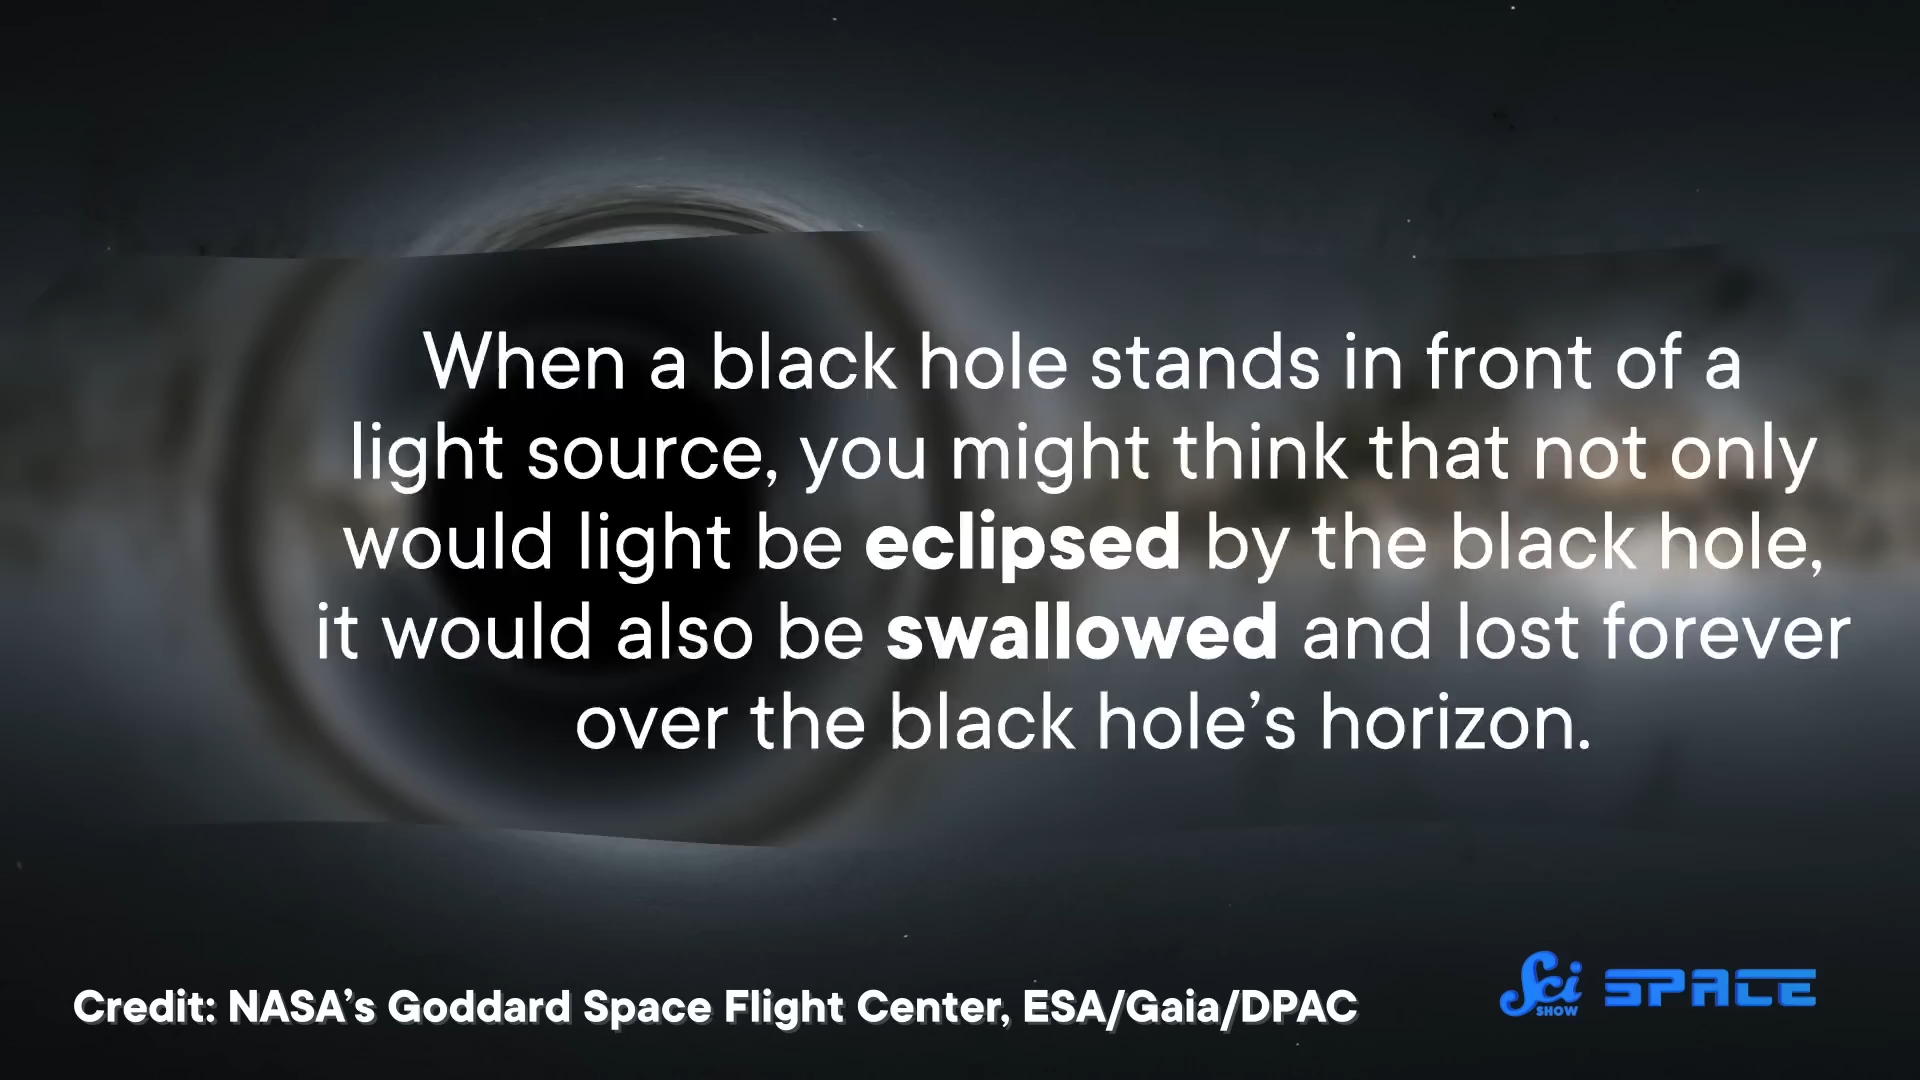 When a black hole stands in front of a
light source, you might think that not only
would light be eclipsed by the black hole,
it would also be swallowed and lost forever
over the black hole’s horizon.
Credit: NASA’s Goddard Space Flight Center, ESA/Gaia/DPAC
Sci SHOW SPACE